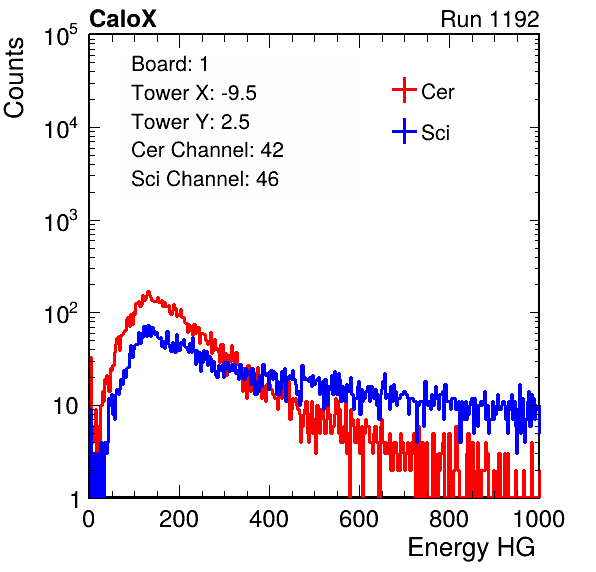 CaloX Run 1192
10^5
Counts
Board: 1
Tower X: -9.5
Tower Y: 2.5
Cer Channel: 42
Sci Channel: 46
Cer
Sci
10^4
10^3
10^2
10
1
0 200 400 600 800 1000
Energy HG